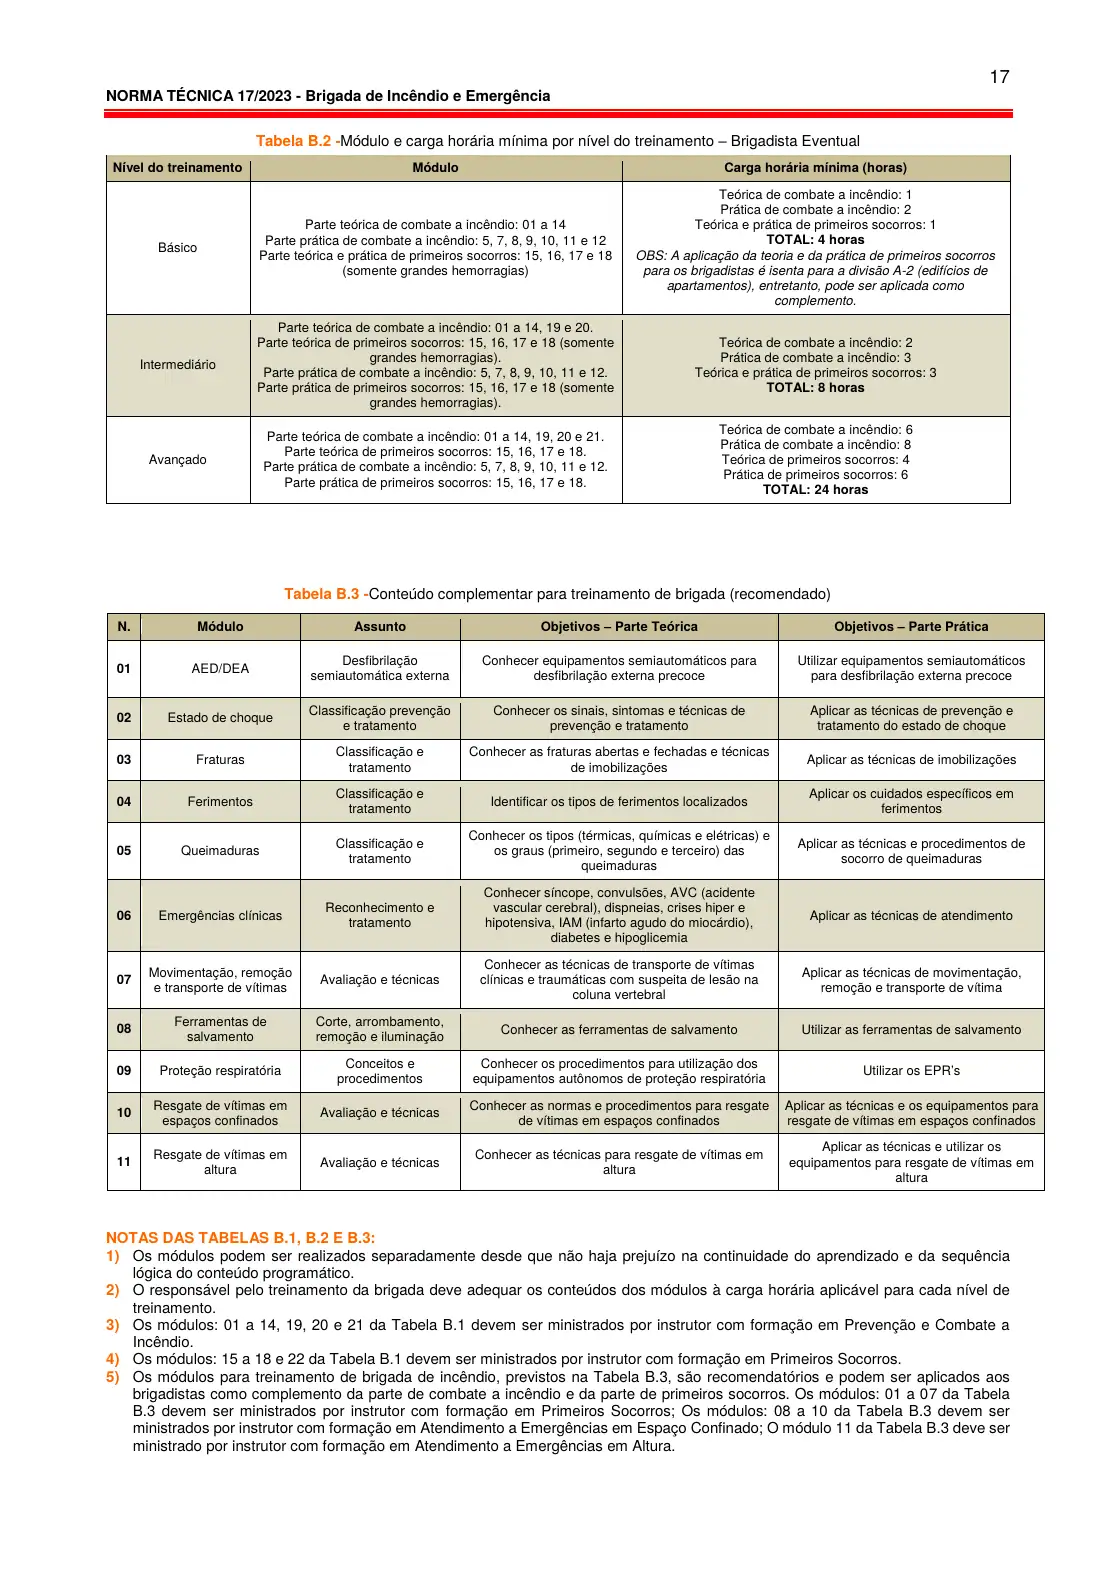 17
NORMA TÉCNICA 17/2023 - Brigada de Incêndio e Emergência
Tabela B.2 -Módulo e carga horária mínima por nível do treinamento – Brigadista Eventual
Nível do treinamento Módulo Carga horária mínima (horas)
Básico
Parte teórica de combate a incêndio: 01 a 14
Parte prática de combate a incêndio: 5, 7, 8, 9, 10, 11 e 12
Parte teórica e prática de primeiros socorros: 15, 16, 17 e 18
(somente grandes hemorragias)
Teórica de combate a incêndio: 1
Prática de combate a incêndio: 2
Teórica e prática de primeiros socorros: 1
TOTAL: 4 horas
OBS: A aplicação da teoria e da prática de primeiros socorros
para os brigadistas é isenta para a divisão A-2 (edifícios de
apartamentos), entretanto, pode ser aplicada como
complemento.
Intermediário
Parte teórica de combate a incêndio: 01 a 14, 19 e 20.
Parte teórica de primeiros socorros: 15, 16, 17 e 18 (somente
grandes hemorragias).
Parte prática de combate a incêndio: 5, 7, 8, 9, 10, 11 e 12.
Parte prática de primeiros socorros: 15, 16, 17 e 18 (somente
grandes hemorragias).
Teórica de combate a incêndio: 2
Prática de combate a incêndio: 3
Teórica e prática de primeiros socorros: 3
TOTAL: 8 horas
Avançado
Parte teórica de combate a incêndio: 01 a 14, 19, 20 e 21.
Parte teórica de primeiros socorros: 15, 16, 17 e 18.
Parte prática de combate a incêndio: 5, 7, 8, 9, 10, 11 e 12.
Parte prática de primeiros socorros: 15, 16, 17 e 18.
Teórica de combate a incêndio: 6
Prática de combate a incêndio: 8
Teórica de primeiros socorros: 4
Prática de primeiros socorros: 6
TOTAL: 24 horas
Tabela B.3 -Conteúdo complementar para treinamento de brigada (recomendado)
N. Módulo Assunto Objetivos – Parte Teórica Objetivos – Parte Prática
01
AED/DEA
Desfibrilação
semiautomática externa
Conhecer equipamentos semiautomáticos para
desfibrilação externa precoce
Utilizar equipamentos semiautomáticos
para desfibrilação externa precoce
02
Estado de choque
Classificação prevenção
e tratamento
Conhecer os sinais, sintomas e técnicas de
prevenção e tratamento
Aplicar as técnicas de prevenção e
tratamento do estado de choque
03
Fraturas
Classificação e
tratamento
Conhecer as fraturas abertas e fechadas e técnicas
de imobilizações
Aplicar as técnicas de imobilizações
04
Ferimentos
Classificação e
tratamento
Identificar os tipos de ferimentos localizados
Aplicar os cuidados específicos em
ferimentos
05
Queimaduras
Classificação e
tratamento
Conhecer os tipos (térmicas, químicas e elétricas) e
os graus (primeiro, segundo e terceiro) das
queimaduras
Aplicar as técnicas e procedimentos de
socorro de queimaduras
06
Emergências clínicas
Reconhecimento e
tratamento
Conhecer síncope, convulsões, AVC (acidente
vascular cerebral), dispneias, crises hiper e
hipotensiva, IAM (infarto agudo do miocárdio),
diabetes e hipoglicemia
Aplicar as técnicas de atendimento
07
Movimentação, remoção
e transporte de vítimas
Avaliação e técnicas
Conhecer as técnicas de transporte de vítimas
clínicas e traumáticas com suspeita de lesão na
coluna vertebral
Aplicar as técnicas de movimentação,
remoção e transporte de vítima
08
Ferramentas de
salvamento
Corte, arrombamento,
remoção e iluminação
Conhecer as ferramentas de salvamento
Utilizar as ferramentas de salvamento
09
Proteção respiratória
Conceitos e
procedimentos
Conhecer os procedimentos para utilização dos
equipamentos autônomos de proteção respiratória
Utilizar os EPR's
10
Resgate de vítimas em
espaços confinados
Avaliação e técnicas
Conhecer as normas e procedimentos para resgate
de vítimas em espaços confinados
Aplicar as técnicas e os equipamentos para
resgate de vítimas em espaços confinados
11
Resgate de vítimas em
altura
Avaliação e técnicas
Conhecer as técnicas para resgate de vítimas em
altura
Aplicar as técnicas e utilizar os
equipamentos para resgate de vítimas em
altura
NOTAS DAS TABELAS B.1, B.2 E B.3:
1) Os módulos podem ser realizados separadamente desde que não haja prejuízo na continuidade do aprendizado e da sequência
lógica do conteúdo programático.
2) O responsável pelo treinamento da brigada deve adequar os conteúdos dos módulos à carga horária aplicável para cada nível de
treinamento.
3) Os módulos: 01 a 14, 19, 20 e 21 da Tabela B.1 devem ser ministrados por instrutor com formação em Prevenção e Combate a
Incêndio.
4) Os módulos: 15 a 18 e 22 da Tabela B.1 devem ser ministrados por instrutor com formação em Primeiros Socorros.
5) Os módulos para treinamento de brigada de incêndio, previstos na Tabela B.3, são recomendatórios e podem ser aplicados aos
brigadistas como complemento da parte de combate a incêndio e da parte de primeiros socorros. Os módulos: 01 a 07 da Tabela
B.3 devem ser ministrados por instrutor com formação em Primeiros Socorros; Os módulos: 08 a 10 da Tabela B.3 devem ser
ministrados por instrutor com formação em Atendimento a Emergências em Espaço Confinado; O módulo 11 da Tabela B.3 deve ser
ministrado por instrutor com formação em Atendimento a Emergências em Altura.